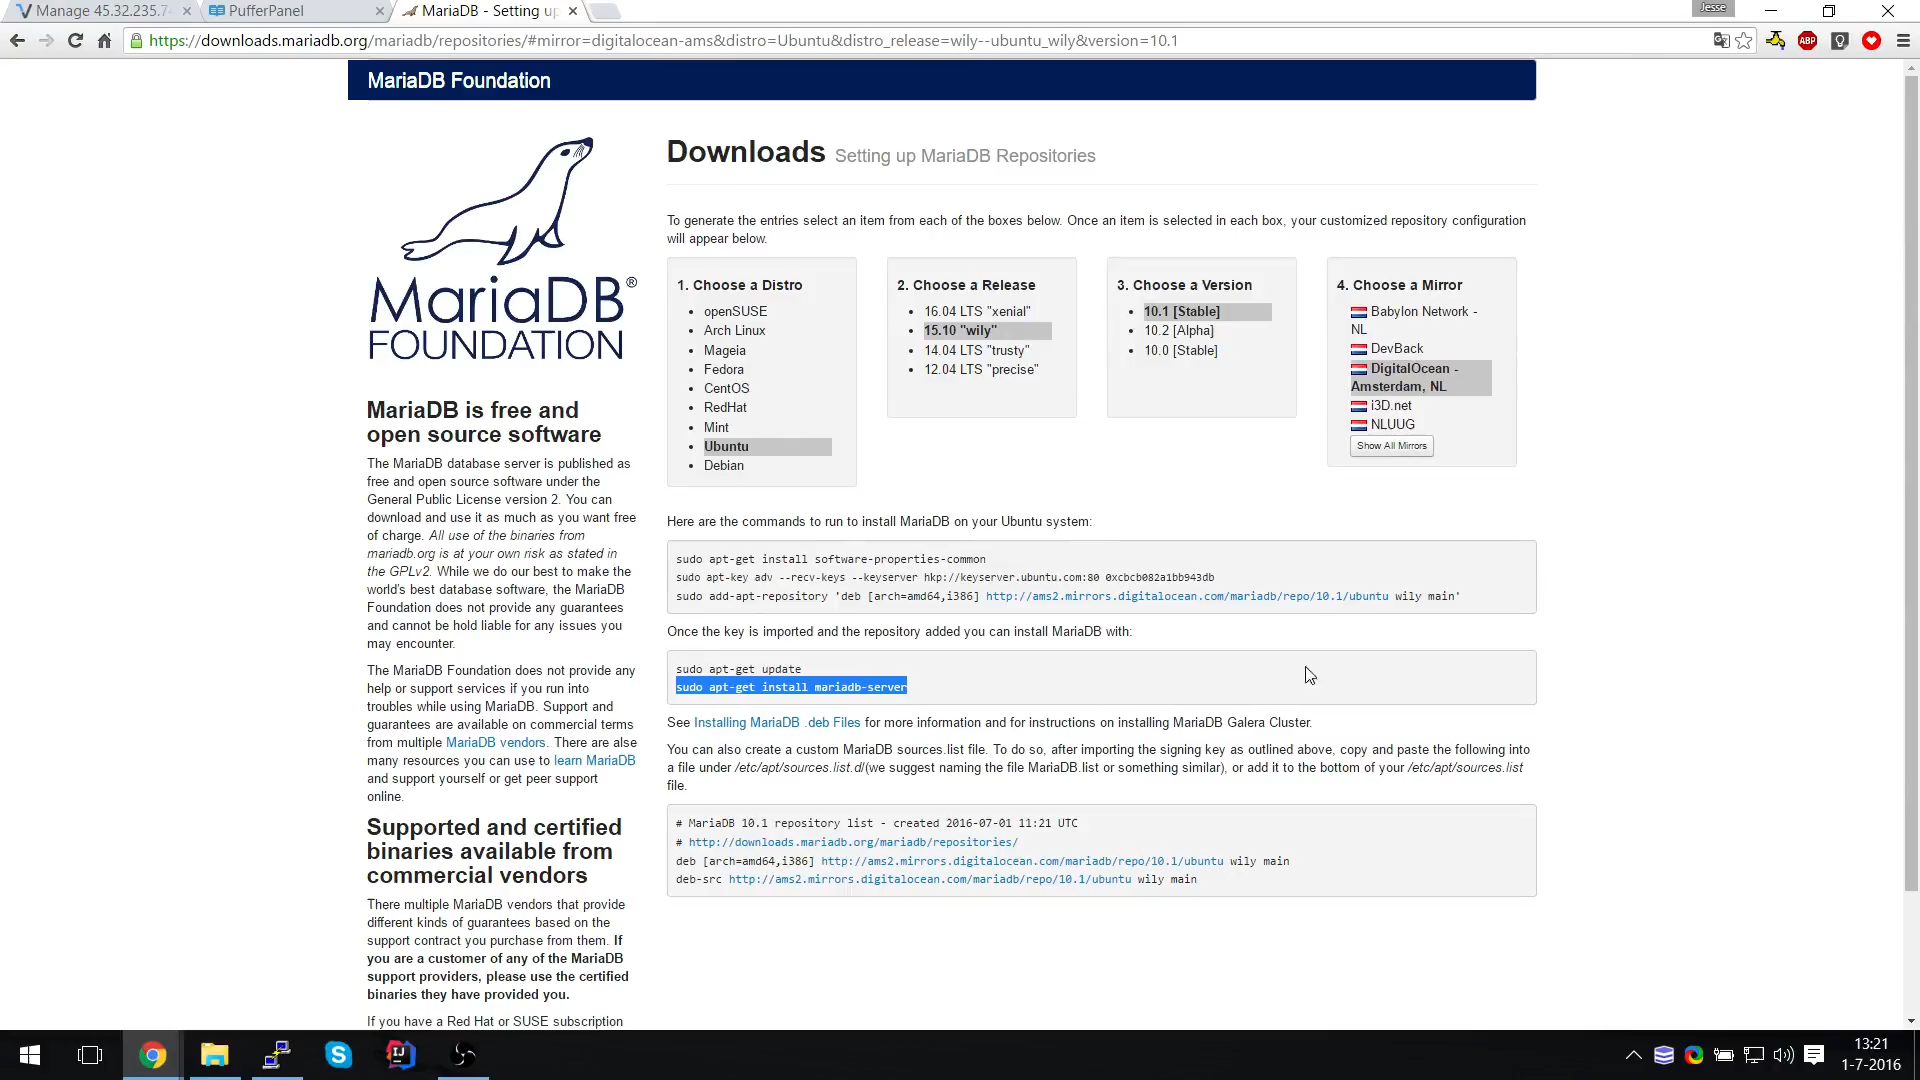 Manage 45.32.235.7
PufferPanel
MariaDB - Setting up
Jesse
https://downloads.mariadb.org/mariadb/repositories/#mirror=digitalocean-ams&distro=Ubuntu&distro_release=wily--ubuntu_wily&version=10.1
ABP
MariaDB Foundation
MariaDB®
FOUNDATION
Downloads Setting up MariaDB Repositories
To generate the entries select an item from each of the boxes below. Once an item is selected in each box, your customized repository configuration
will appear below.
1. Choose a Distro
openSUSE
Arch Linux
Mageia
Fedora
CentOS
RedHat
Mint
Ubuntu
Debian
2. Choose a Release
16.04 LTS "xenial"
15.10 "wily"
14.04 LTS "trusty"
12.04 LTS "precise"
3. Choose a Version
10.1 [Stable]
10.2 [Alpha]
10.0 [Stable]
4. Choose a Mirror
Babylon Network -
NL
DevBack
DigitalOcean -
Amsterdam, NL
i3D.net
NLUUG
Show All Mirrors
Here are the commands to run to install MariaDB on your Ubuntu system:
sudo apt-get install software-properties-common
sudo apt-key adv --recv-keys --keyserver hkp://keyserver.ubuntu.com:80 0xcbcb082a1bb943db
sudo add-apt-repository 'deb [arch=amd64,i386] http://ams2.mirrors.digitalocean.com/mariadb/repo/10.1/ubuntu wily main'
Once the key is imported and the repository added you can install MariaDB with:
sudo apt-get update
sudo apt-get install mariadb-server
See Installing MariaDB .deb Files for more information and for instructions on installing MariaDB Galera Cluster.
You can also create a custom MariaDB sources.list file. To do so, after importing the signing key as outlined above, copy and paste the following into
a file under /etc/apt/sources.list.d/(we suggest naming the file MariaDB.list or something similar), or add it to the bottom of your /etc/apt/sources.list
file.
# MariaDB 10.1 repository list - created 2016-07-01 11:21 UTC
# http://downloads.mariadb.org/mariadb/repositories/
deb [arch=amd64,i386] http://ams2.mirrors.digitalocean.com/mariadb/repo/10.1/ubuntu wily main
deb-src http://ams2.mirrors.digitalocean.com/mariadb/repo/10.1/ubuntu wily main
MariaDB is free and
open source software
The MariaDB database server is published as
free and open source software under the
General Public License version 2. You can
download and use it as much as you want free
of charge. All use of the binaries from
mariadb.org is at your own risk as stated in
the GPLv2. While we do our best to make the
world's best database software, the MariaDB
Foundation does not provide any guarantees
and cannot be hold liable for any issues you
may encounter.
The MariaDB Foundation does not provide any
help or support services if you run into
troubles while using MariaDB. Support and
guarantees are available on commercial terms
from multiple MariaDB vendors. There are also
many resources you can use to learn MariaDB
and support yourself or get peer support
online.
Supported and certified
binaries available from
commercial vendors
There multiple MariaDB vendors that provide
different kinds of guarantees based on the
support contract you purchase from them. If
you are a customer of any of the MariaDB
support providers, please use the certified
binaries they have provided you.
If you have a Red Hat or SUSE subscription
13:21
1-7-2016